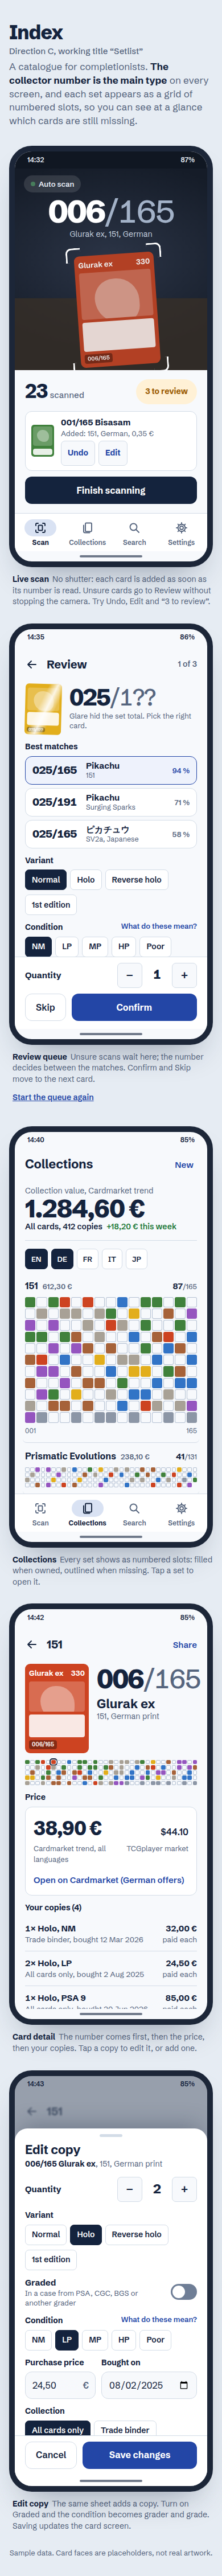 Index
Direction C, working title “Setlist”
A catalogue for completionists. The
collector number is the main type on every
screen, and each set appears as a grid of
numbered slots, so you can see at a glance
which cards are still missing.
14:32 87%
Auto scan
006/165
Glurak ex, 151, German
Glurak ex 330
006/165
23 scanned 3 to review
001/165 Bisasam
Added: 151, German, 0,35 €
Undo Edit
Finish scanning
Scan Collections Search Settings
Live scan No shutter: each card is added as soon as
its number is read. Unsure cards go to Review without
stopping the camera. Try Undo, Edit and “3 to review”.
14:35 86%
← Review 1 of 3
025/1??
Glare hid the set total. Pick the right
card.
Best matches
025/165 Pikachu 94 %
151
025/191 Pikachu 71 %
Surging Sparks
025/165 ピカチュウ 58 %
SV2a, Japanese
Variant
Normal Holo Reverse holo
1st edition
Condition What do these mean?
NM LP MP HP Poor
Quantity − 1 +
Skip Confirm
Review queue Unsure scans wait here; the number
decides between the matches. Confirm and Skip
move to the next card.
Start the queue again
14:40 85%
Collections New
Collection value, Cardmarket trend
1.284,60 €
All cards, 412 copies +18,20 € this week
EN DE FR IT JP
151 612,30 € 87/165
001 165
Prismatic Evolutions 238,10 € 41/131
Scan Collections Search Settings
Collections Every set shows as numbered slots: filled
when owned, outlined when missing. Tap a set to
open it.
14:42 85%
← 151 Share
Glurak ex 330
006/165
006/165
Glurak ex
151, German print
Price
38,90 € $44.10
Cardmarket trend, all TCGplayer market
languages
Open on Cardmarket (German offers)
Your copies (4)
1× Holo, NM 32,00 €
Trade binder, bought 12 Mar 2026 paid each
2× Holo, LP 24,50 €
All cards only, bought 2 Aug 2025 paid each
1× Holo, PSA 9 85,00 €
Card detail The number comes first, then the price,
then your copies. Tap a copy to edit it, or add one.
14:43 85%
← 151
Edit copy
006/165 Glurak ex, 151, German print
Quantity − 2 +
Variant
Normal Holo Reverse holo
1st edition
Graded
In a case from PSA, CGC, BGS or
another grader
Condition What do these mean?
NM LP MP HP Poor
Purchase price Bought on
24,50 € 08/02/2025
Collection
All cards only Trade binder
Cancel Save changes
Edit copy The same sheet adds a copy. Turn on
Graded and the condition becomes grader and grade.
Saving updates the card screen.
Sample data. Card faces are placeholders, not real artwork.